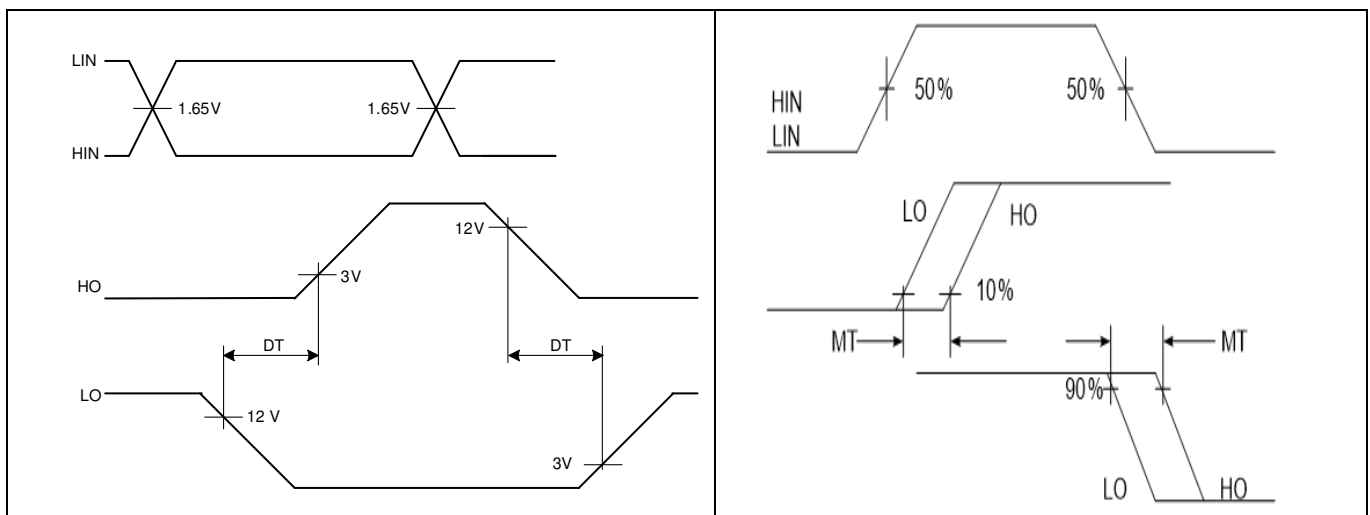 LIN
1.65V 1.65V
HIN
12V
3V
HO
DT DT
LO
12 V
3V
50% 50%
HIN
LIN
LO HO
10%
MT MT
90%
LO HO